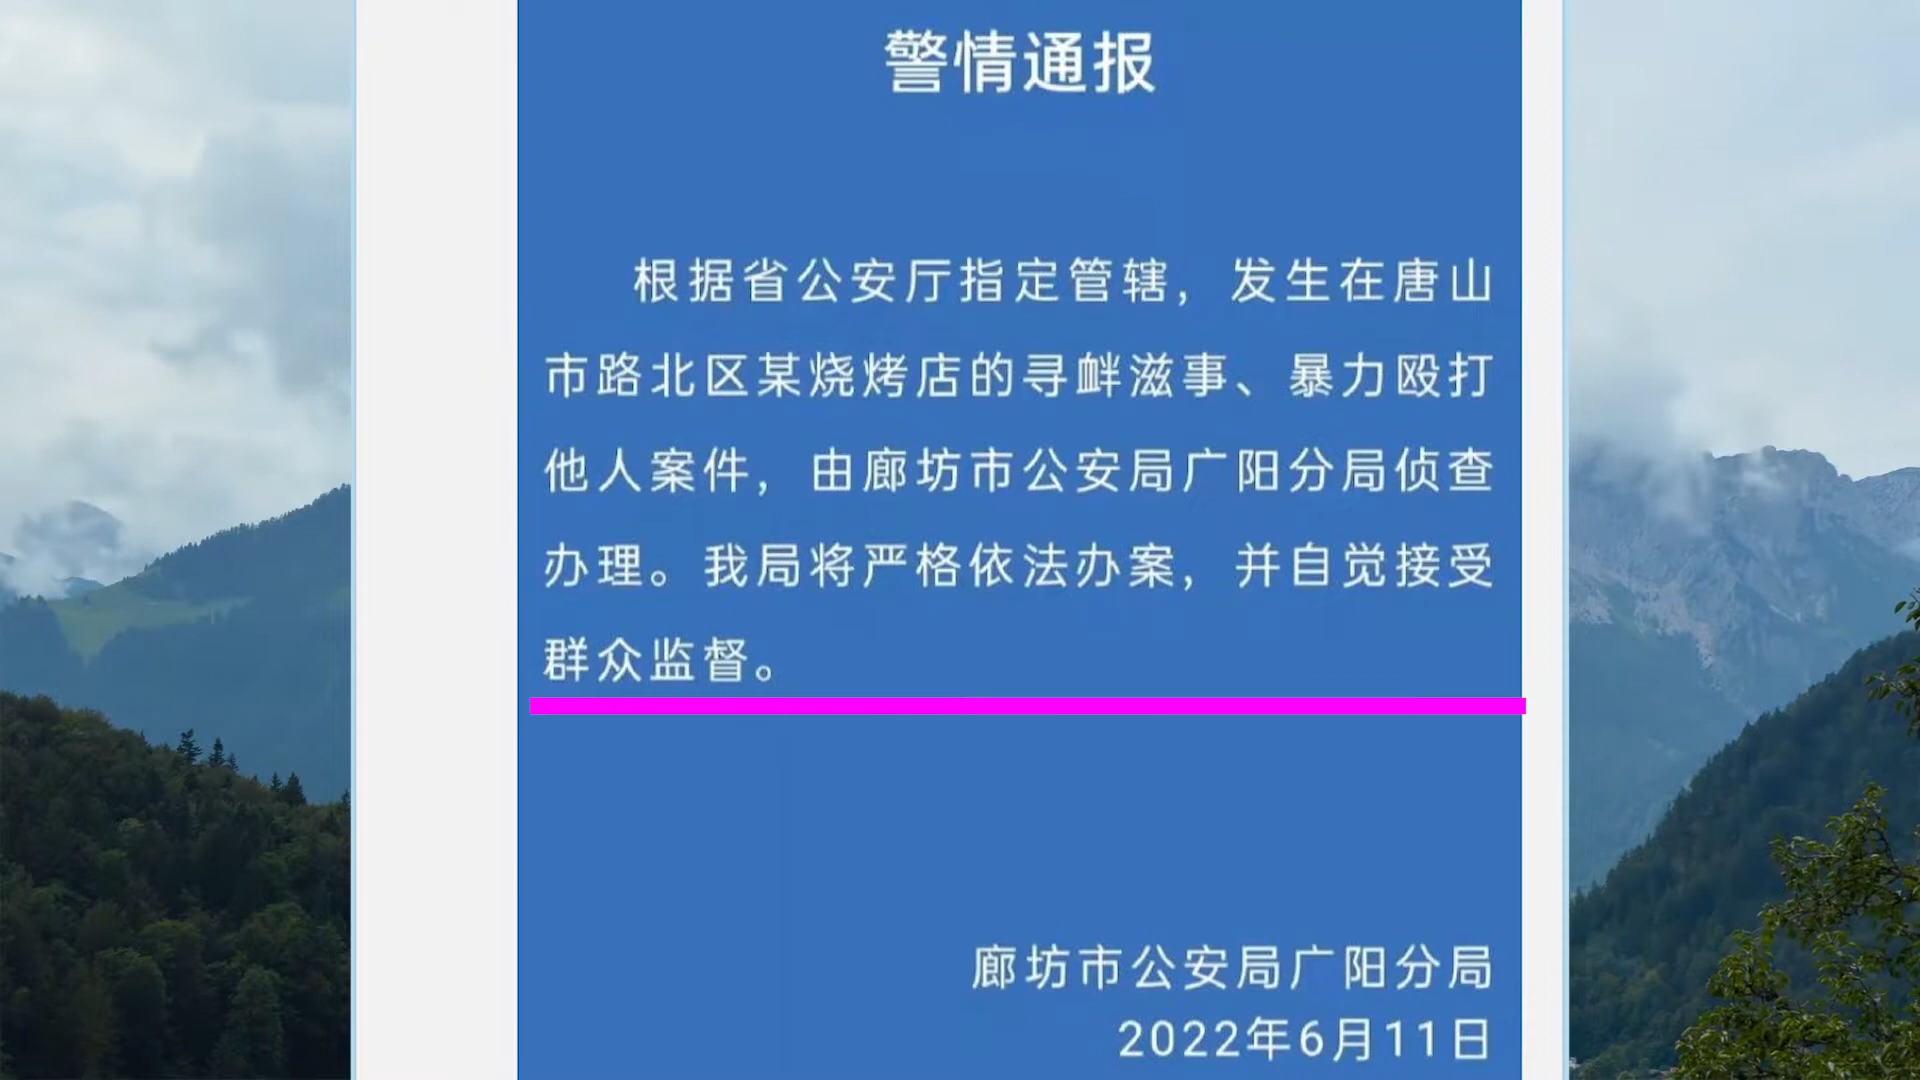 警情通报
根据省公安厅指定管辖，发生在唐山
市路北区某烧烤店的寻衅滋事、暴力殴打
他人案件，由廊坊市公安局广阳分局侦查
办理。我局将严格依法办案，并自觉接受
群众监督。
廊坊市公安局广阳分局
2022年6月11日